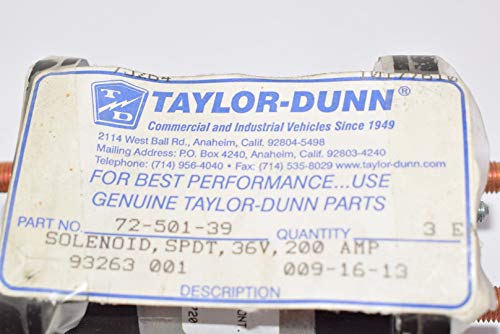 TD
TAYLOR-DUNN®
Commercial and Industrial Vehicles Since 1949
2114 West Ball Rd., Anaheim, Calif. 92804-5498
Mailing Address: P.O. Box 4240, Anaheim, Calif. 92803-4240
Telephone: (714) 956-4040 • Fax: (714) 535-8029 www.taylor-dunn.com
FOR BEST PERFORMANCE...USE
GENUINE TAYLOR-DUNN PARTS
PART NO. 72-501-39 QUANTITY 3 E
SOLENOID, SPDT, 36V, 200 AMP
93263 001 009-16-13
DESCRIPTION